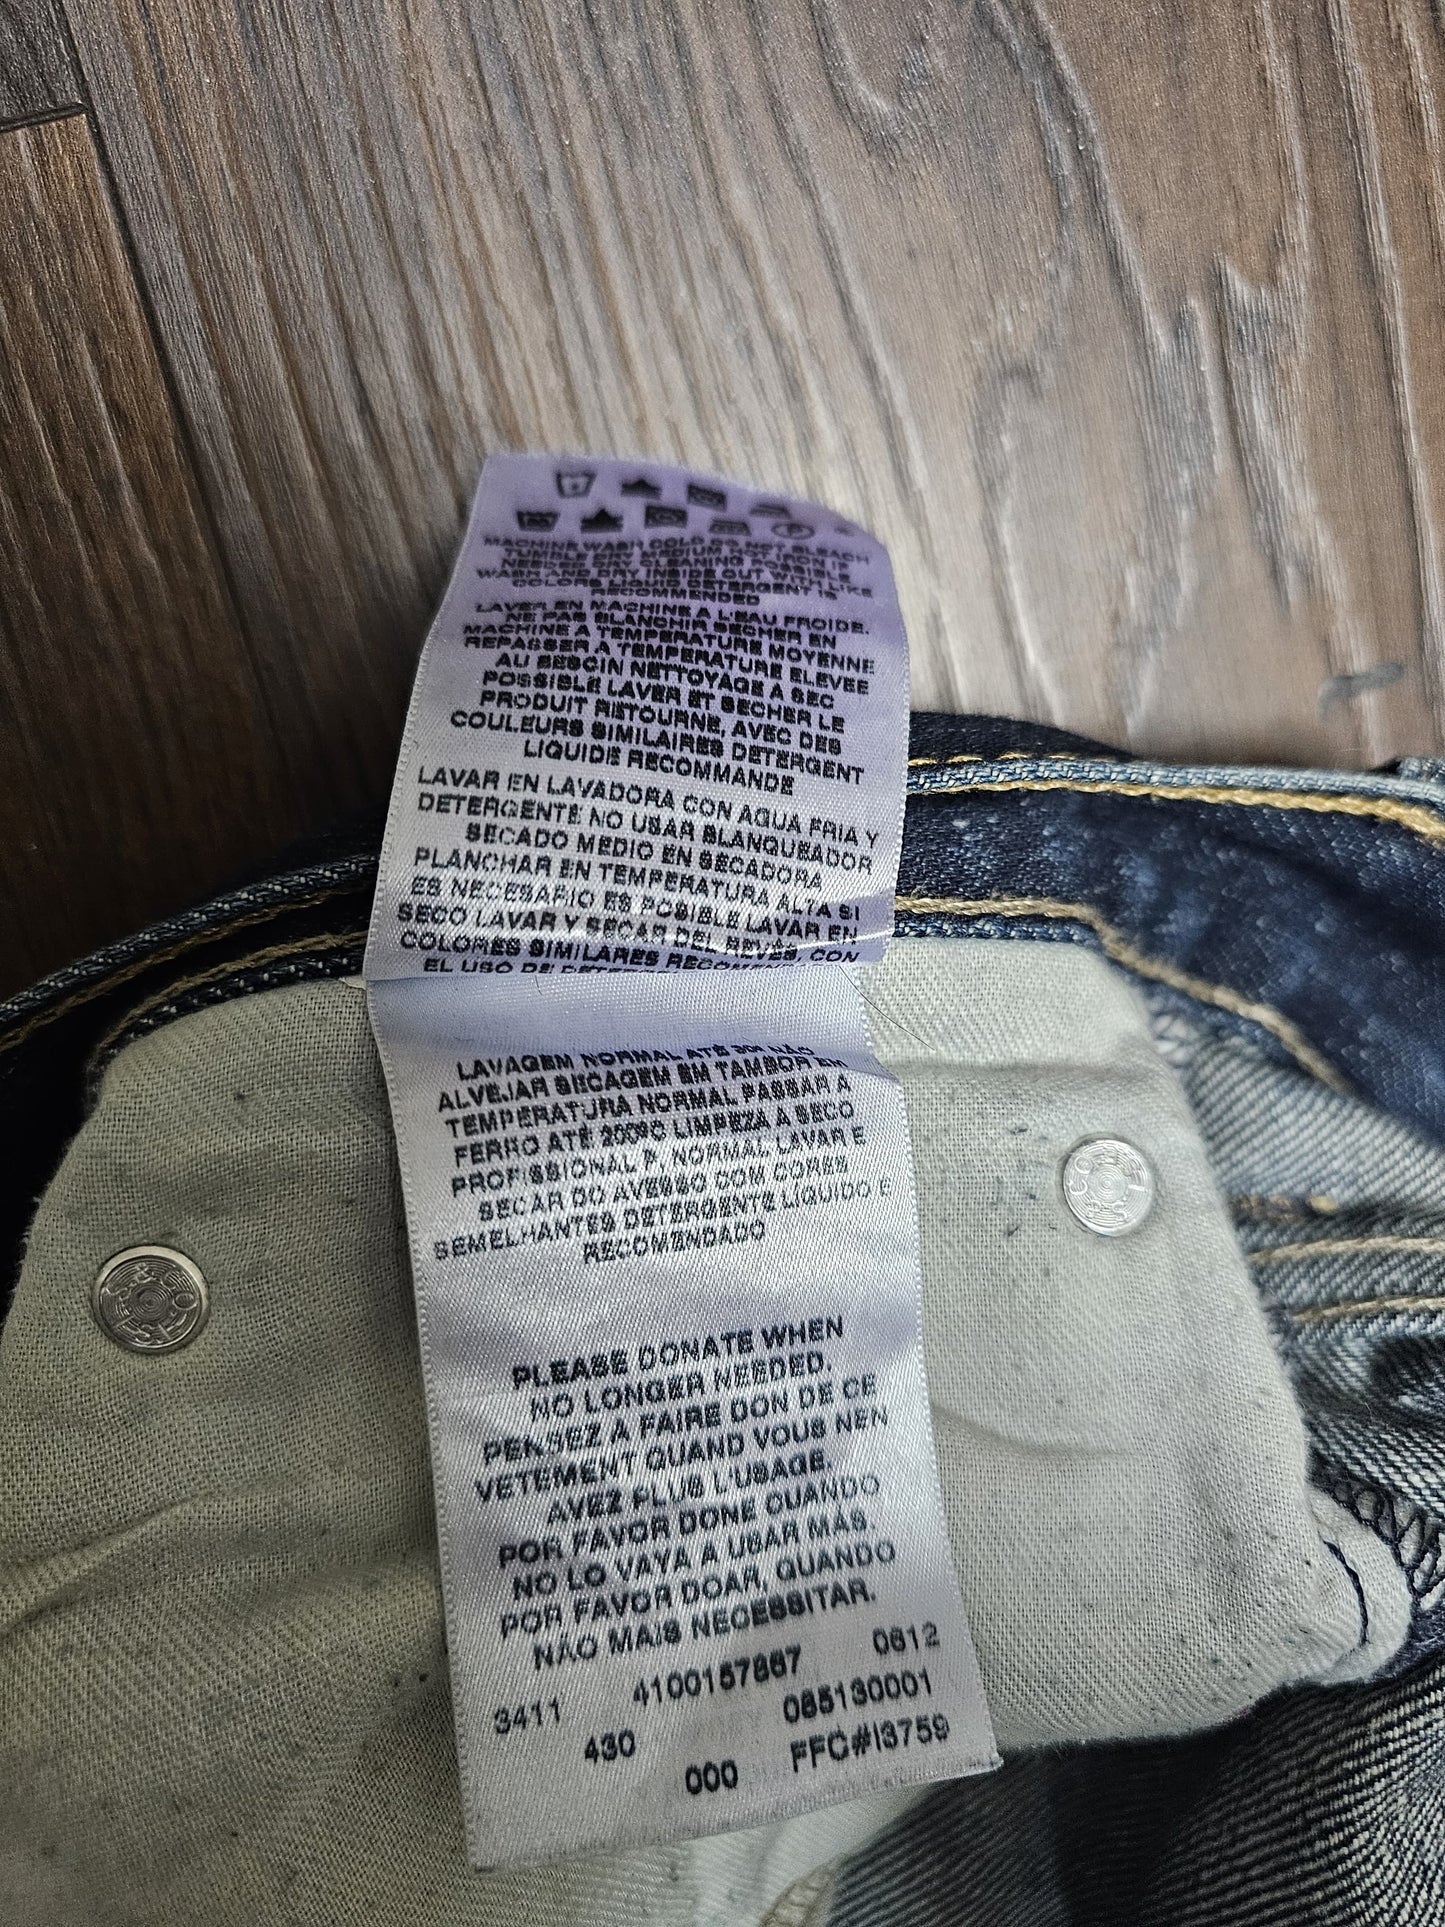 MACHINE WASH COLD DO NOT BLEACH
TUMBLE DRY MEDIUM HOT IRON IF
NEEDED DRY CLEANING POSSIBLE
WASH AND DRY INSIDE OUT WITH LIKE
COLORS LIQUID DETERGENT IS
RECOMMENDED
LAVER EN MACHINE A L'EAU FROIDE.
NE PAS BLANCHIR SECHER EN
MACHINE A TEMPERATURE MOYENNE
REPASSER A TEMPERATURE ELEVEE
AU BESOIN NETTOYAGE A SEC
POSSIBLE LAVER ET SECHER LE
PRODUIT RETOURNE, AVEC DES
COULEURS SIMILAIRES DETERGENT
LIQUIDE RECOMMANDE
LAVAR EN LAVADORA CON AGUA FRIA Y
DETERGENTE NO USAR BLANQUEADOR
SECADO MEDIO EN SECADORA
PLANCHAR EN TEMPERATURA ALTA SI
ES NECESARIO ES POSIBLE LAVAR EN
SECO LAVAR Y SECAR DEL REVÉS, CON
COLORES SIMILARES
EL USO DE
LAVAGEM NORMAL ATÉ NÃO
ALVEJAR SECAGEM EM TAMBOR EM
TEMPERATURA NORMAL PASSAR A
FERRO ATÉ 200ºC LIMPEZA A SECO
PROFISSIONAL P, NORMAL LAVAR E
SECAR DO AVESSO COM CORES
SEMELHANTES DETERGENTE LÍQUIDO E
RECOMENDADO
PLEASE DONATE WHEN
NO LONGER NEEDED.
PENSEZ A FAIRE DON DE CE
VETEMENT QUAND VOUS NEN
AVEZ PLUS L'USAGE.
POR FAVOR DONE CUANDO
NO LO VAYA A USAR MÁS.
POR FAVOR DOAR, QUANDO
NÃO MAIS NECESSITAR.
3411 4100157867 0612
430 085130001
000 FFC#I3759